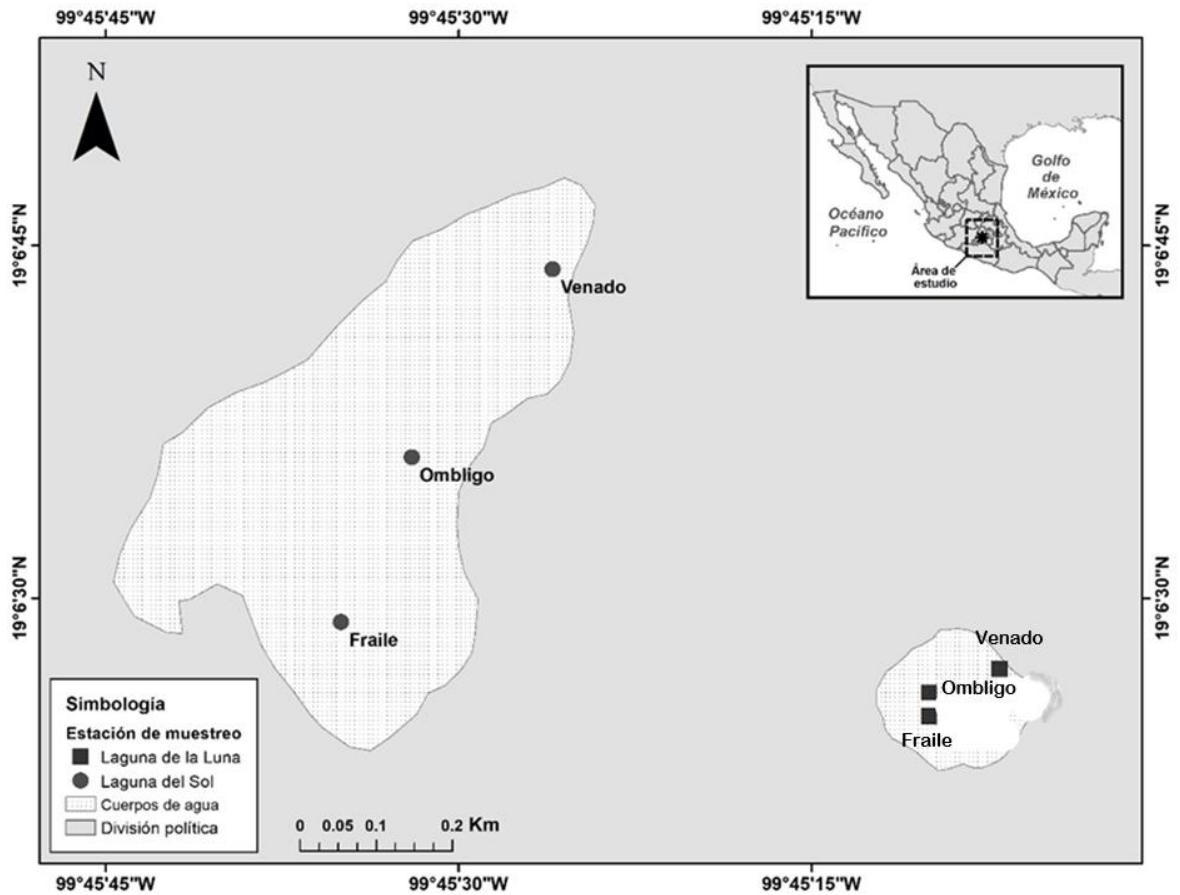 99°45'45"W
99°45'30"W
99°45'15"W
N
Golfo
de
México
Océano
Pacífico
Área de
estudio
19°6'45"N
19°6'45"N
Venado
Ombligo
19°6'30"N
19°6'30"N
Fraile
Venado
Ombligo
Fraile
Simbología
Estación de muestreo
Laguna de la Luna
Laguna del Sol
Cuerpos de agua
División política
0 0.05 0.1 0.2 Km
99°45'45"W
99°45'30"W
99°45'15"W